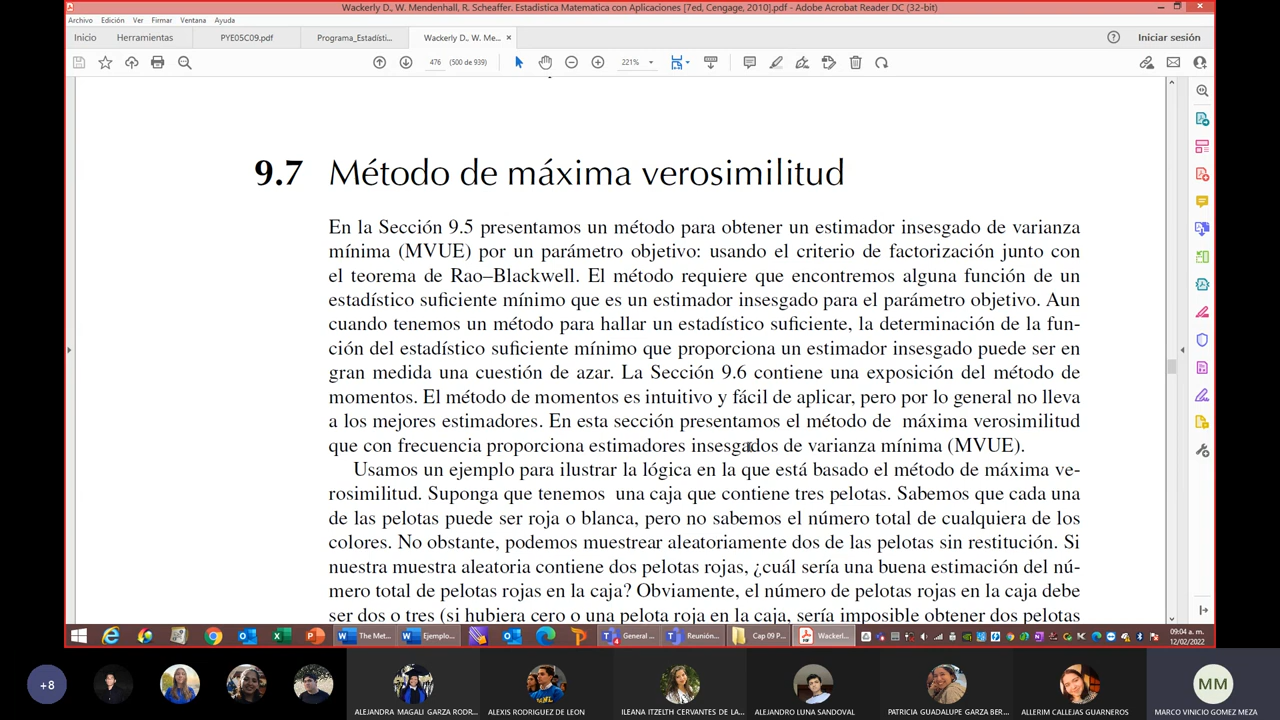 Wackerly D., W. Mendenhall, R. Scheaffer. Estadística Matematica con Aplicaciones [7ed, Cengage, 2010].pdf - Adobe Acrobat Reader DC (32-bit)
Archivo Edición Ver Firmar Ventana Ayuda
Inicio Herramientas PYE05C09.pdf Programa_Estadísti... Wackerly D., W. Me... Iniciar sesión
476 (500 de 939) 221%
9.7 Método de máxima verosimilitud
En la Sección 9.5 presentamos un método para obtener un estimador insesgado de varianza
mínima (MVUE) por un parámetro objetivo: usando el criterio de factorización junto con
el teorema de Rao–Blackwell. El método requiere que encontremos alguna función de un
estadístico suficiente mínimo que es un estimador insesgado para el parámetro objetivo. Aun
cuando tenemos un método para hallar un estadístico suficiente, la determinación de la fun-
ción del estadístico suficiente mínimo que proporciona un estimador insesgado puede ser en
gran medida una cuestión de azar. La Sección 9.6 contiene una exposición del método de
momentos. El método de momentos es intuitivo y fácil de aplicar, pero por lo general no lleva
a los mejores estimadores. En esta sección presentamos el método de máxima verosimilitud
que con frecuencia proporciona estimadores insesgados de varianza mínima (MVUE).
Usamos un ejemplo para ilustrar la lógica en la que está basado el método de máxima ve-
rosimilitud. Suponga que tenemos una caja que contiene tres pelotas. Sabemos que cada una
de las pelotas puede ser roja o blanca, pero no sabemos el número total de cualquiera de los
colores. No obstante, podemos muestrear aleatoriamente dos de las pelotas sin restitución. Si
nuestra muestra aleatoria contiene dos pelotas rojas, ¿cuál sería una buena estimación del nú-
mero total de pelotas rojas en la caja? Obviamente, el número de pelotas rojas en la caja debe
ser dos o tres (si hubiera cero o una pelota roja en la caja, sería imposible obtener dos pelotas
The Met... Ejemplo... General ... Reunión... Cap 09 P... Wackerl...
09:04 a. m.
12/02/2022
+8
ALEJANDRA MAGALI GARZA RODR... ALEXIS RODRIGUEZ DE LEON ILEANA ITZELTH CERVANTES DE LA... ALEJANDRO LUNA SANDOVAL PATRICIA GUADALUPE GARZA BER... ALLERIM CALLEJAS GUARNEROS MM MARCO VINICIO GOMEZ MEZA